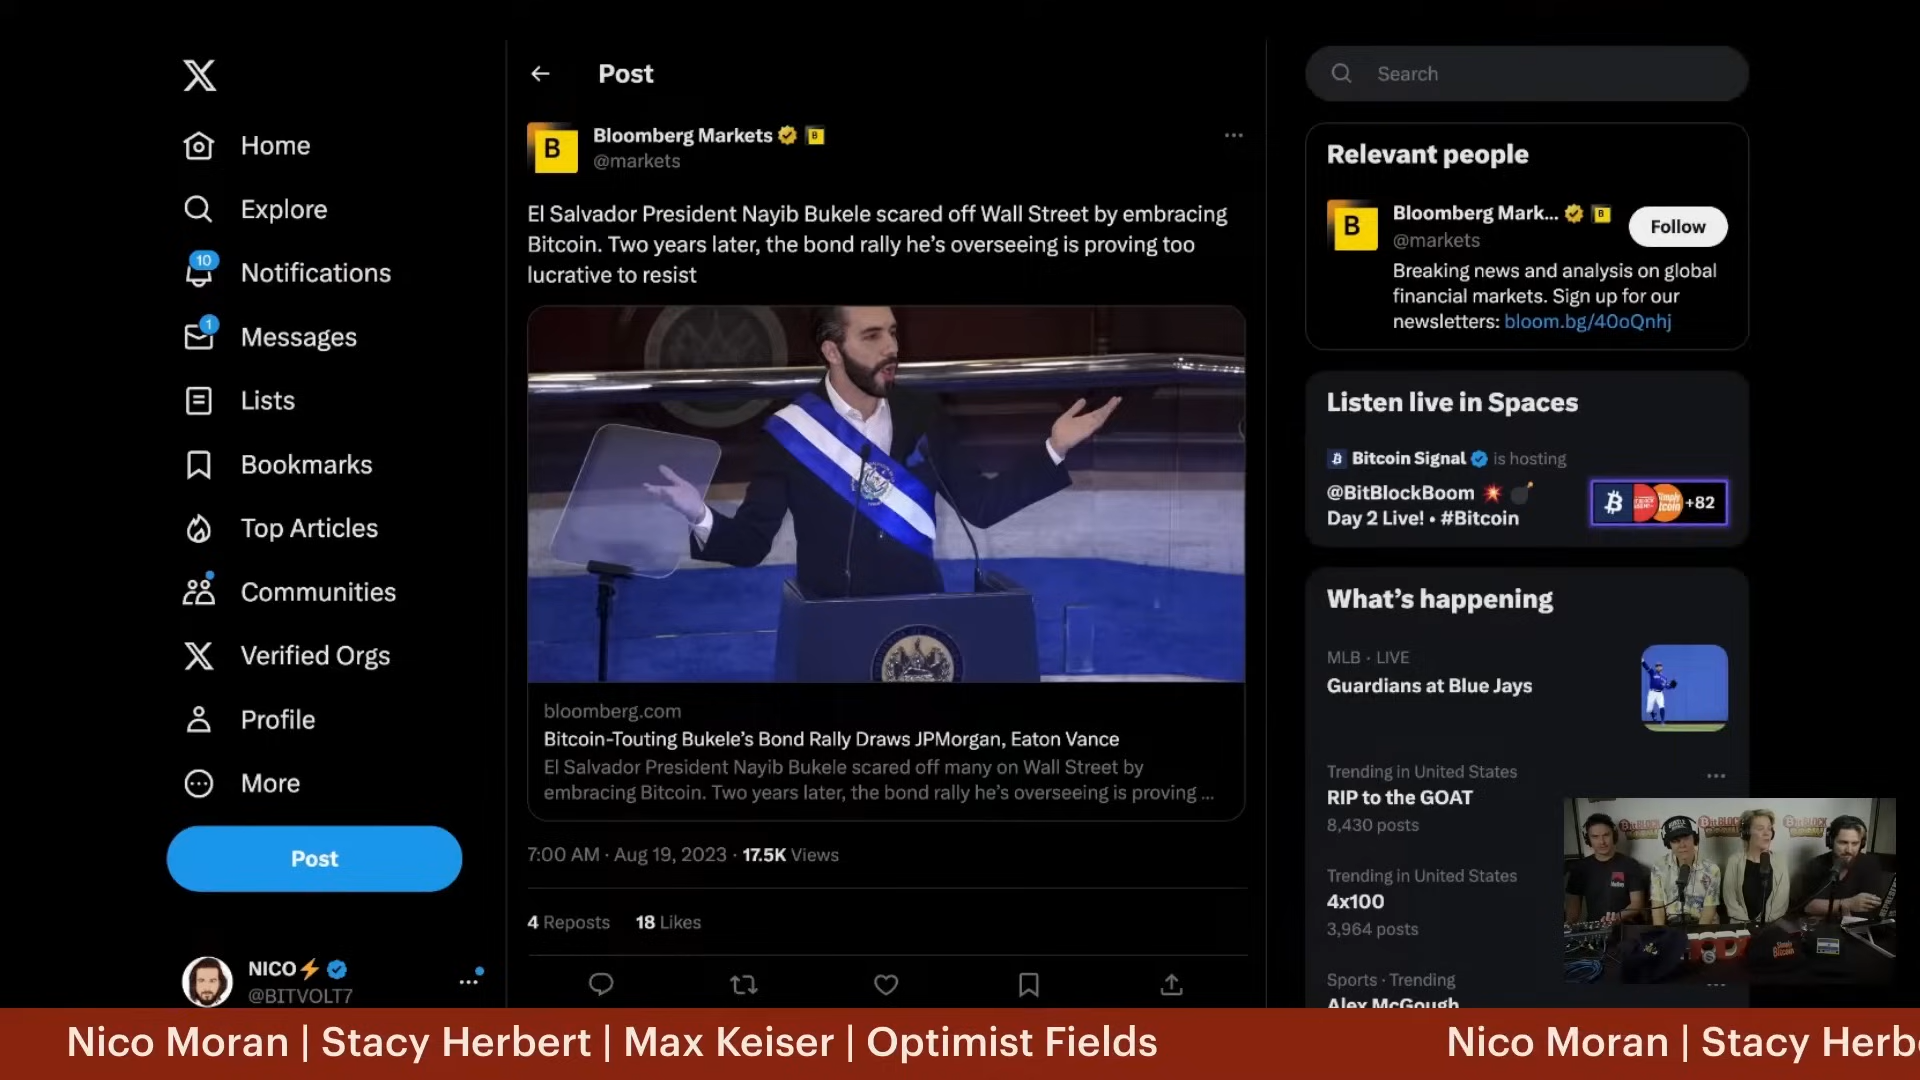 Home
Explore
10
Notifications
1
Messages
Lists
Bookmarks
Top Articles
Communities
Verified Orgs
Profile
More
Post
NICO⚡
@BITVOLT7
Post
B
Bloomberg Markets
B
@markets
El Salvador President Nayib Bukele scared off Wall Street by embracing
Bitcoin. Two years later, the bond rally he’s overseeing is proving too
lucrative to resist
bloomberg.com
Bitcoin-Touting Bukele’s Bond Rally Draws JPMorgan, Eaton Vance
El Salvador President Nayib Bukele scared off many on Wall Street by
embracing Bitcoin. Two years later, the bond rally he’s overseeing is proving ...
7:00 AM · Aug 19, 2023 · 17.5K Views
4 Reposts 18 Likes
Search
Relevant people
B
Bloomberg Mark...
B
Follow
@markets
Breaking news and analysis on global
financial markets. Sign up for our
newsletters: bloom.bg/40oQnhj
Listen live in Spaces
Bitcoin Signal is hosting
@BitBlockBoom 💥 💣
Day 2 Live! • #Bitcoin
Simply Bitcoin
+82
What’s happening
MLB · LIVE
Guardians at Blue Jays
Trending in United States
RIP to the GOAT
8,430 posts
Trending in United States
4x100
3,964 posts
Sports · Trending
Alex McGough
Nico Moran | Stacy Herbert | Max Keiser | Optimist Fields
Nico Moran | Stacy Herb